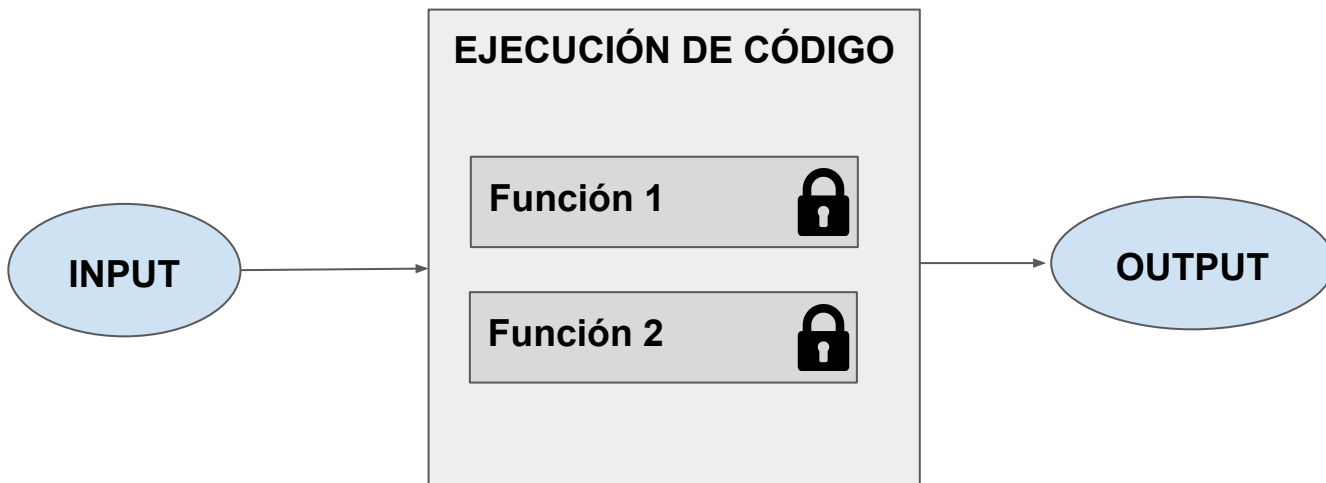 EJECUCIÓN DE CÓDIGO
Función 1
INPUT
OUTPUT
Función 2